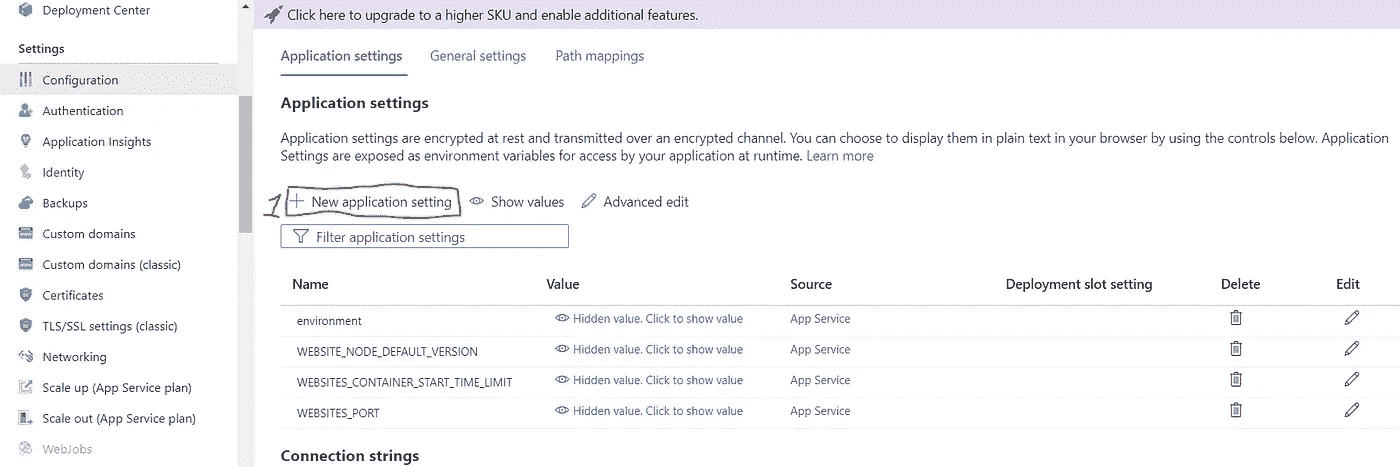 Deployment Center
Settings
Configuration
Authentication
Application Insights
Identity
Backups
Custom domains
Custom domains (classic)
Certificates
TLS/SSL settings (classic)
Networking
Scale up (App Service plan)
Scale out (App Service plan)
WebJobs
Click here to upgrade to a higher SKU and enable additional features.
Application settings General settings Path mappings
Application settings
Application settings are encrypted at rest and transmitted over an encrypted channel. You can choose to display them in plain text in your browser by using the controls below. Application
Settings are exposed as environment variables for access by your application at runtime. Learn more
1 New application setting Show values Advanced edit
Filter application settings
Name Value Source Deployment slot setting Delete Edit
environment Hidden value. Click to show value App Service
WEBSITE_NODE_DEFAULT_VERSION Hidden value. Click to show value App Service
WEBSITES_CONTAINER_START_TIME_LIMIT Hidden value. Click to show value App Service
WEBSITES_PORT Hidden value. Click to show value App Service
Connection strings